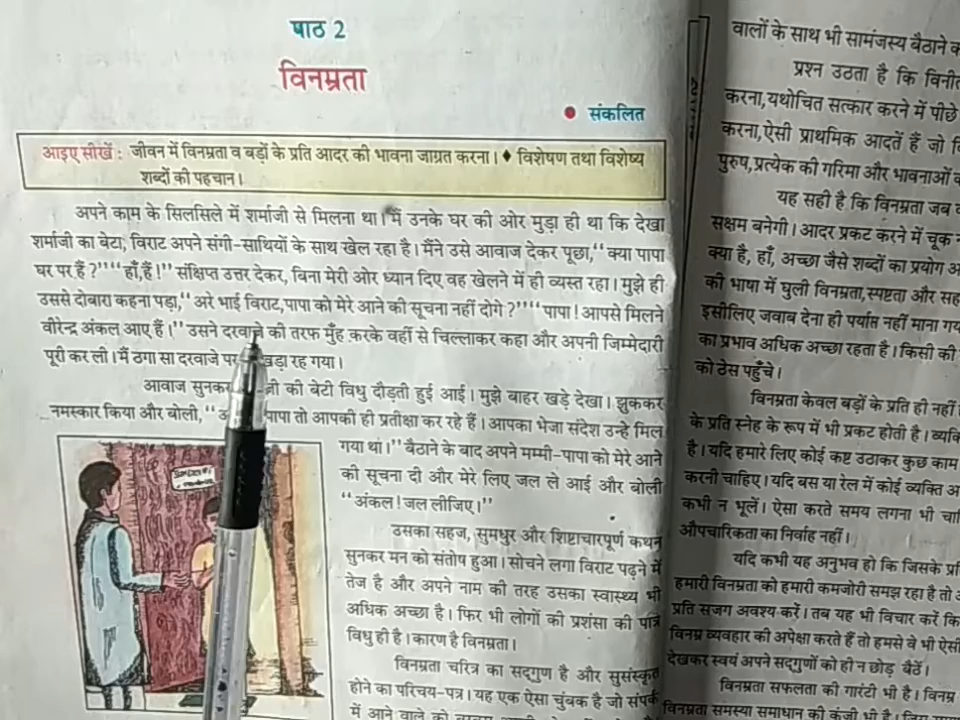 पाठ 2
विनम्रता
● संकलित
आइए सीखें : जीवन में विनम्रता व बड़ों के प्रति आदर की भावना जाग्रत करना। ♦ विशेषण तथा विशेष्य
शब्दों की पहचान।
अपने काम के सिलसिले में शर्माजी से मिलना था। मैं उनके घर की ओर मुड़ा ही था कि देखा
शर्माजी का बेटा, विराट अपने संगी-साथियों के साथ खेल रहा है। मैंने उसे आवाज देकर पूछा, ‘‘ क्या पापा
घर पर हैं ?’’ ‘‘ हाँ, हैं !’’ संक्षिप्त उत्तर देकर, बिना मेरी ओर ध्यान दिए वह खेलने में ही व्यस्त रहा। मुझे ही
उससे दोबारा कहना पड़ा, ‘‘ अरे भाई विराट, पापा को मेरे आने की सूचना नहीं दोगे ?’’ ‘‘ पापा ! आपसे मिलने
वीरेन्द्र अंकल आए हैं।’’ उसने दरवाजे की तरफ मुँह करके वहीं से चिल्लाकर कहा और अपनी जिम्मेदारी
पूरी कर ली। मैं ठगा सा दरवाजे पर खड़ा रह गया।
आवाज सुनकर की बेटी विधु दौड़ती हुई आई। मुझे बाहर खड़े देखा। झुककर
नमस्कार किया और बोली, ‘‘ पापा तो आपकी ही प्रतीक्षा कर रहे हैं। आपका भेजा संदेश उन्हे मिल
गया था।’’ बैठाने के बाद अपने मम्मी-पापा को मेरे आने
की सूचना दी और मेरे लिए जल ले आई और बोली
‘‘ अंकल ! जल लीजिए।’’
उसका सहज, सुमधुर और शिष्टाचारपूर्ण कथन
सुनकर मन को संतोष हुआ। सोचने लगा विराट पढ़ने में
तेज है और अपने नाम की तरह उसका स्वास्थ्य भी
अधिक अच्छा है। फिर भी लोगों की प्रशंसा की पात्र
विधु ही है। कारण है विनम्रता।
विनम्रता चरित्र का सद्गुण है और सुसंस्कृत
होने का परिचय-पत्र। यह एक ऐसा चुंबक है जो संपर्क
में आने वाले को
वालों के साथ भी सामंजस्य बैठाने
प्रश्न उठता है कि
करना, यथोचित सत्कार करने में पीछे
करना, ऐसी प्राथमिक आदतें हैं जो
पुरुष, प्रत्येक की गरिमा और भावनाओं
यह सही है कि विनम्रता जब
सक्षम बनेगी। आदर प्रकट करने में चूक
क्या है, हाँ, अच्छा जैसे शब्दों का प्रयोग
की भाषा में घुली विनम्रता, स्पष्टता और
इसीलिए जवाब देना ही पर्याप्त नहीं माना
का प्रभाव अधिक अच्छा रहता है। किसी की
को ठेस पहुँचे।
विनम्रता केवल बड़ों के प्रति ही नहीं
के प्रति स्नेह के रूप में भी प्रकट होती है।
है। यदि हमारे लिए कोई कष्ट उठाकर कुछ काम
करनी चाहिए। यदि बस या रेल में कोई व्यक्ति
कभी न भूलें। ऐसा करते समय लगना भी
औपचारिकता का निर्वाह नहीं।
यदि कभी यह अनुभव हो कि जिसके
हमारी विनम्रता को हमारी कमजोरी समझ रहा है तो
प्रति सजग अवश्य करें। तब यह भी विचार करें
विनम्र व्यवहार की अपेक्षा करते हैं तो हमसे वे भी
देखकर स्वयं अपने सद्गुणों को ही न छोड़ बैठें।
विनम्रता सफलता की गारंटी भी है।
विनम्रता समस्या समाधान की कुंजी भी है।